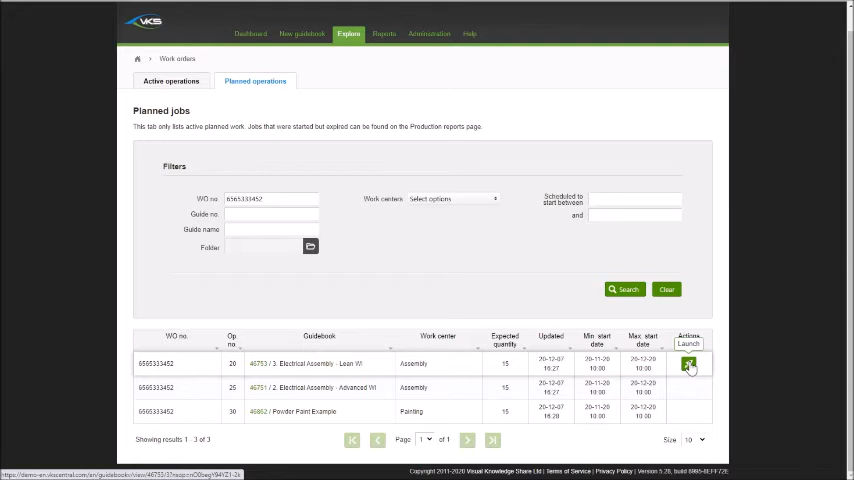 VKS
Dashboard New guidebook Explore Reports Administration Help
Work orders
Active operations Planned operations
Planned jobs
This tab only lists active planned work. Jobs that were started but expired can be found on the Production reports page.
Filters
WO no 6565333452 Work centers Select options Scheduled to start between
Guide no. and
Guide name
Folder
Search Clear
WO no. Op no. Guidebook Work center Expected quantity Updated Min. start date Max. start date Actions
Launch
6565333452 20 46753 / 3. Electrical Assembly - Lean WI Assembly 15 20-12-07 16:27 20-11-20 10:00 20-12-20 10:00
6565333452 25 46751 / 2. Electrical Assembly - Advanced WI Assembly 15 20-12-07 16:27 20-11-20 10:00 20-12-20 10:00
6565333452 30 46862 / Powder Paint Example Painting 15 20-12-07 16:28 20-11-20 10:00 20-12-20 10:00
Showing results 1 - 3 of 3 Page 1 of 1 Size 10
Copyright 2011-2020 Visual Knowledge Share Ltd | Terms of Service | Privacy Policy | Version 5.28, build 8995-8EFF72E